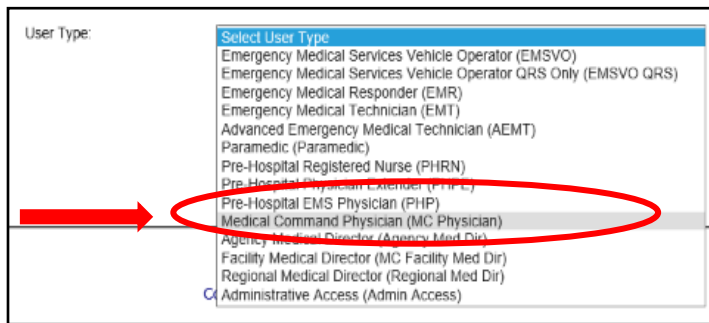 User Type:
Select User Type
Emergency Medical Services Vehicle Operator (EMSVO)
Emergency Medical Services Vehicle Operator QRS Only (EMSVO QRS)
Emergency Medical Responder (EMR)
Emergency Medical Technician (EMT)
Advanced Emergency Medical Technician (AEMT)
Paramedic (Paramedic)
Pre-Hospital Registered Nurse (PHRN)
Pre-Hospital Physician Extender (PHPE)
Pre-Hospital EMS Physician (PHP)
Medical Command Physician (MC Physician)
Agency Medical Director (Agency Med Dir)
Facility Medical Director (MC Facility Med Dir)
Regional Medical Director (Regional Med Dir)
Administrative Access (Admin Access)